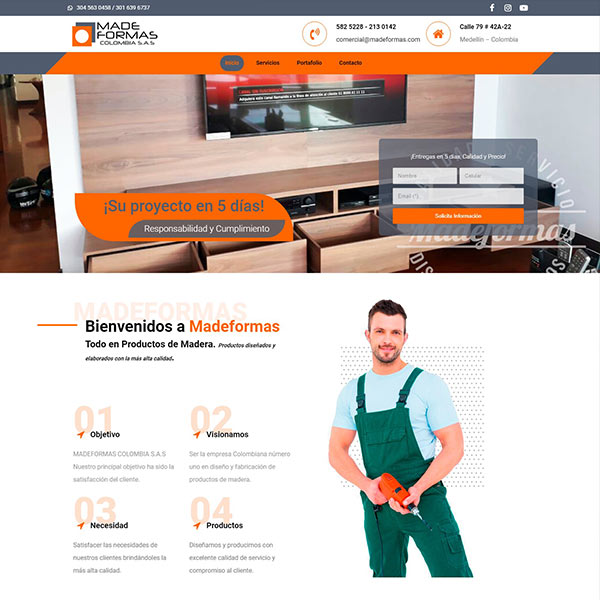 304 563 0458 / 301 639 6737
MADE
FORMAS
COLOMBIA S.A.S
582 5228 - 213 0142
comercial@madeformas.com
Calle 79 # 42A-22
Medellín – Colombia
Inicio
Servicios
Portafolio
Contacto
¡Entregas en 5 días, Calidad y Precio!
Nombre
Celular
Email (*).
Solicita Información
SERVICIO
Madeformas
¡Su proyecto en 5 días!
Responsabilidad y Cumplimiento
MADEFORMAS
Bienvenidos a Madeformas
Todo en Productos de Madera. Productos diseñados y
elaborados con la más alta calidad.
01
Objetivo
MADEFORMAS COLOMBIA S.A.S
Nuestro principal objetivo ha sido la
satisfacción del cliente.
02
Visionamos
Ser la empresa Colombiana número
uno en diseño y fabricación de
productos de madera.
03
Necesidad
Satisfacer las necesidades de
nuestros clientes brindándoles la
más alta calidad.
04
Productos
Diseñamos y producimos con
excelente calidad de servicio y
compromiso al cliente.